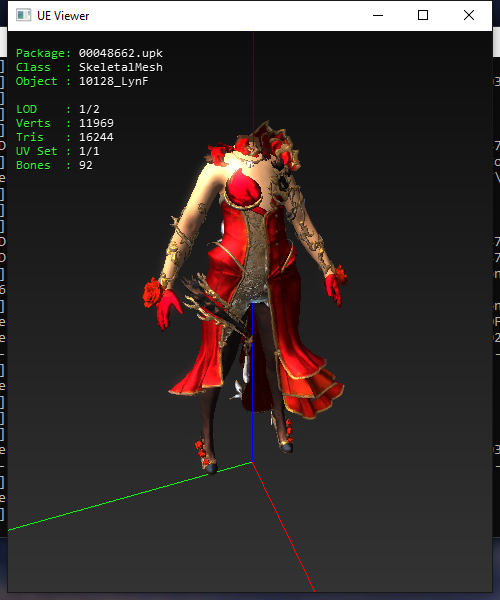 UE Viewer
Package: 00048662.upk
Class  : SkeletalMesh
Object : 10128_LynF
LOD    : 1/2
Verts  : 11969
Tris   : 16244
UV Set : 1/1
Bones  : 92